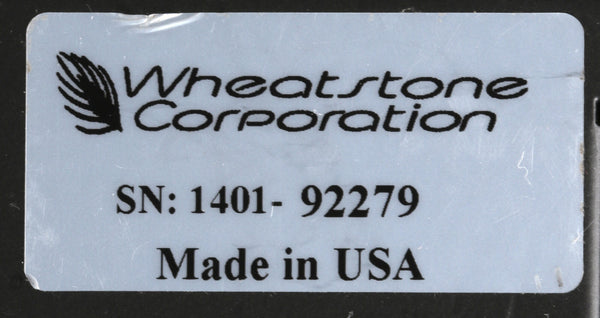 Wheatstone
Corporation
SN: 1401- 92279
Made in USA